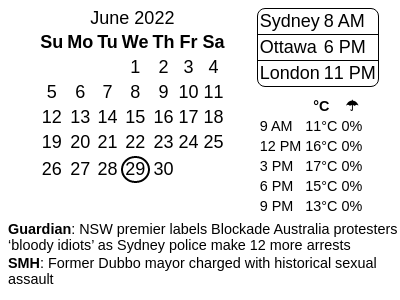 June 2022
Su Mo Tu We Th Fr Sa
1 2 3 4
5 6 7 8 9 10 11
12 13 14 15 16 17 18
19 20 21 22 23 24 25
26 27 28 29 30
Sydney 8 AM
Ottawa 6 PM
London 11 PM
°C ☂
9 AM 11°C 0%
12 PM 16°C 0%
3 PM 17°C 0%
6 PM 15°C 0%
9 PM 13°C 0%
Guardian: NSW premier labels Blockade Australia protesters
‘bloody idiots’ as Sydney police make 12 more arrests
SMH: Former Dubbo mayor charged with historical sexual
assault